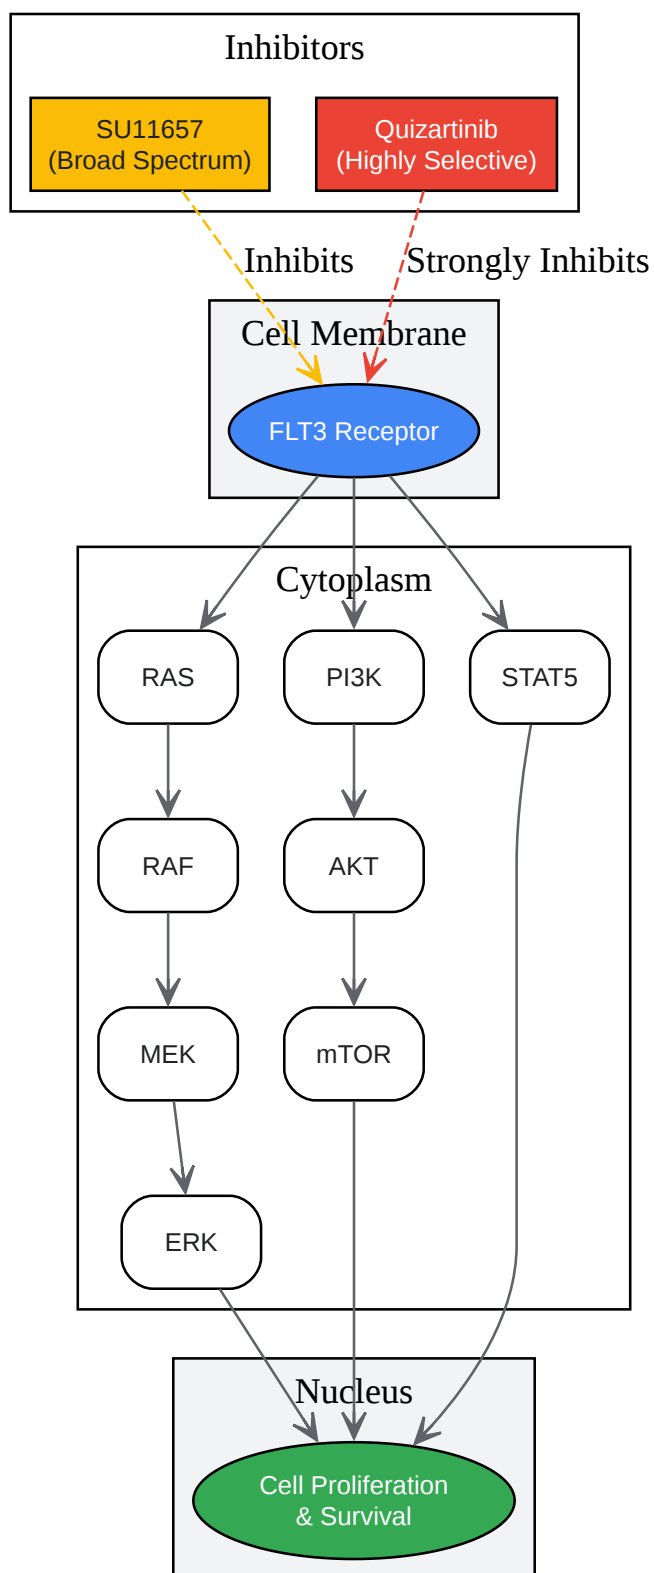 Inhibitors
SU11657
(Broad Spectrum)
Quizartinib
(Highly Selective)
Inhibits
Strongly Inhibits
Cell Membrane
FLT3 Receptor
Cytoplasm
RAS
PI3K
STAT5
RAF
AKT
MEK
mTOR
ERK
Nucleus
Cell Proliferation
& Survival